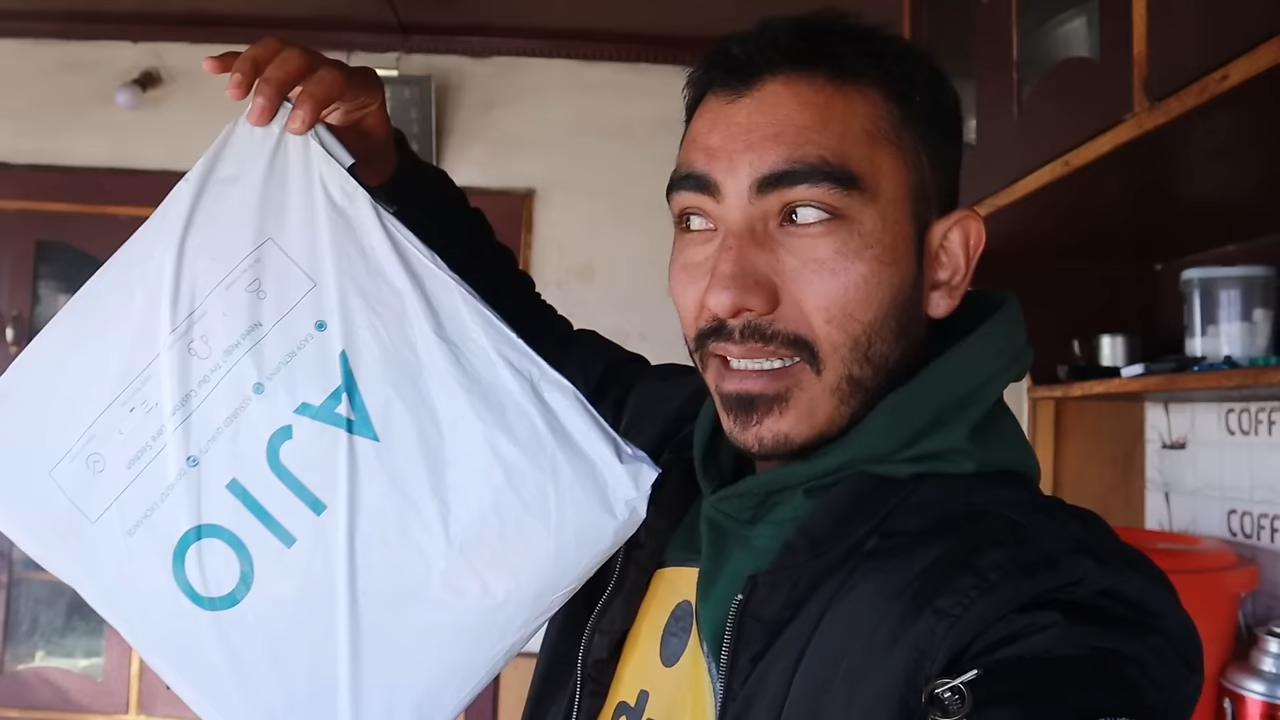 AJIO
EASY RETURNS
ASSURED QUALITY
Need Help? Try Our Customer Care Section
COFF
COFF